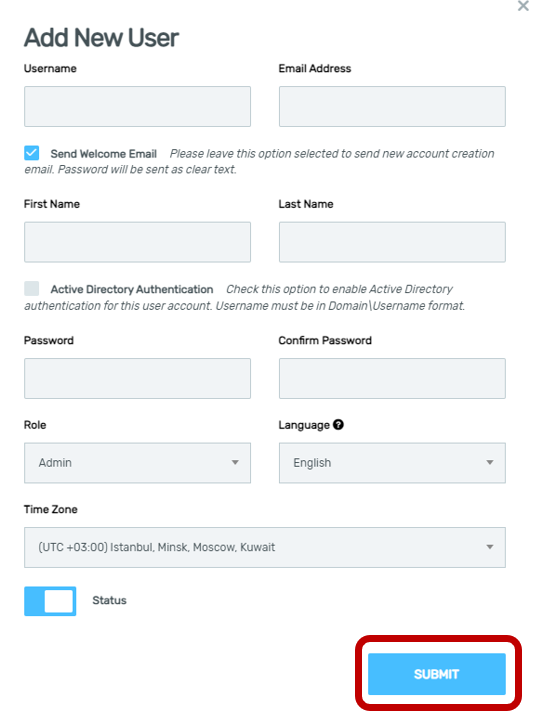 Add New User
Username Email Address
Send Welcome Email Please leave this option selected to send new account creation
email. Password will be sent as clear text.
First Name Last Name
Active Directory Authentication Check this option to enable Active Directory
authentication for this user account. Username must be in Domain\Username format.
Password Confirm Password
Role Language ?
Admin English
Time Zone
(UTC +03:00) Istanbul, Minsk, Moscow, Kuwait
Status
SUBMIT